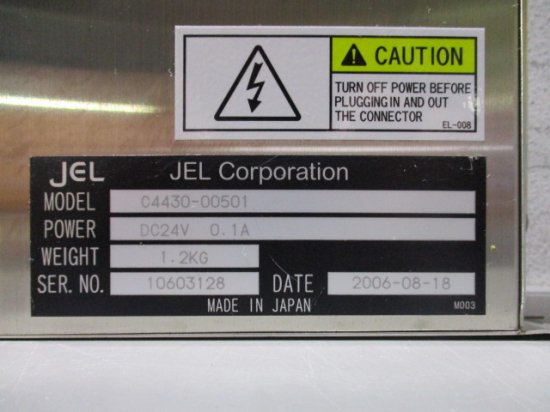 CAUTION
TURN OFF POWER BEFORE
PLUGGING IN AND OUT
THE CONNECTOR
EL-008
JEL JEL Corporation
MODEL C4430-00501
POWER DC24V 0.1A
WEIGHT 1.2KG
SER. NO. 10603128 DATE 2006-08-18
MADE IN JAPAN M003